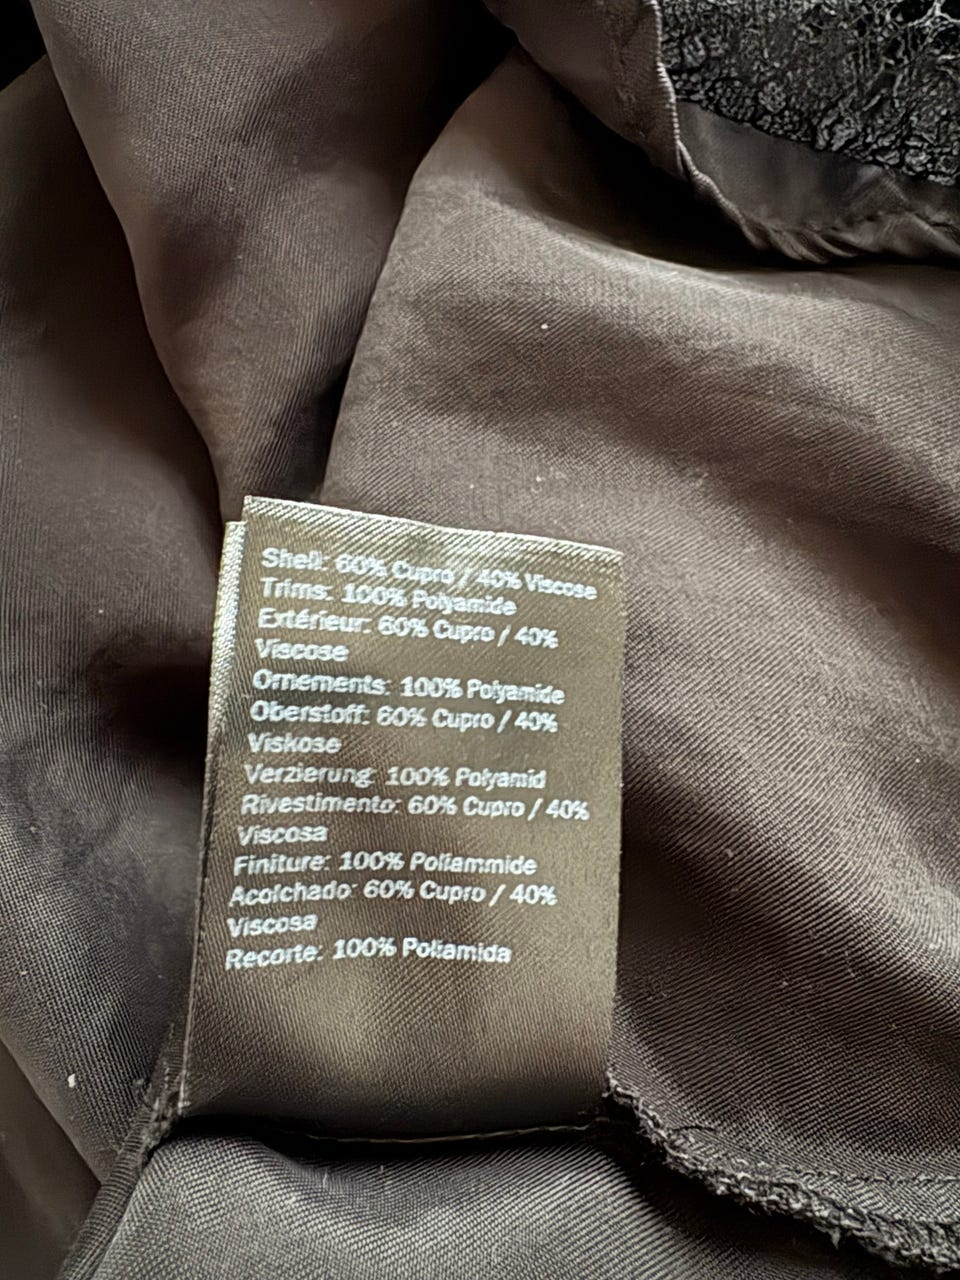 Shell: 60% Cupro / 40% Viscose
Trims: 100% Polyamide
Extérieur: 60% Cupro / 40%
Viscose
Ornements: 100% Polyamide
Oberstoff: 60% Cupro / 40%
Viskose
Verzierung: 100% Polyamid
Rivestimento: 60% Cupro / 40%
Viscosa
Finiture: 100% Poliammide
Acolchado: 60% Cupro / 40%
Viscosa
Recorte: 100% Poliamida